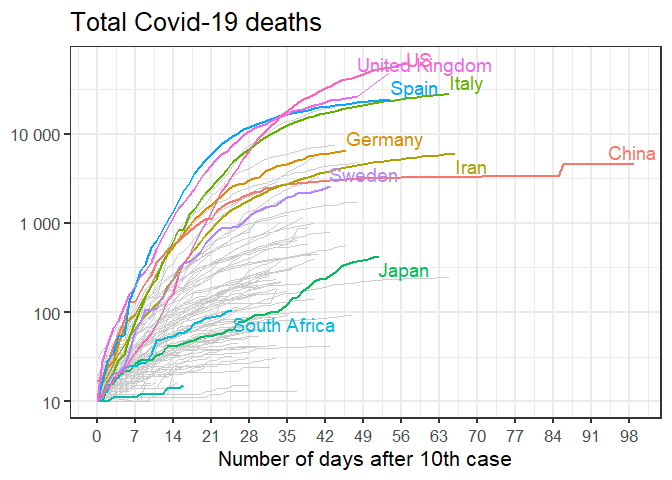 Total Covid-19 deaths
US
United Kingdom
Italy
Spain
10 000
Germany
China
Iran
Sweden
1 000
Japan
100
South Africa
10
0 7 14 21 28 35 42 49 56 63 70 77 84 91 98
Number of days after 10th case